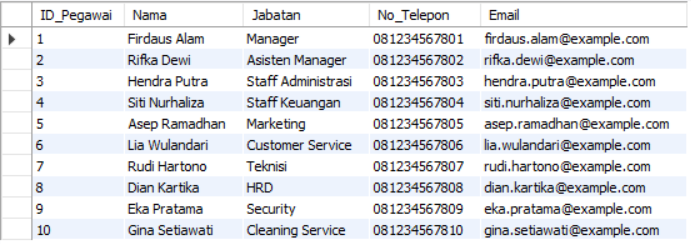 ID_Pegawai Nama Jabatan No_Telepon Email
1 Firdaus Alam Manager 081234567801 firdaus.alam@example.com
2 Rifka Dewi Asisten Manager 081234567802 rifka.dewi@example.com
3 Hendra Putra Staff Administrasi 081234567803 hendra.putra@example.com
4 Siti Nurhaliza Staff Keuangan 081234567804 siti.nurhaliza@example.com
5 Asep Ramadhan Marketing 081234567805 asep.ramadhan@example.com
6 Lia Wulandari Customer Service 081234567806 lia.wulandari@example.com
7 Rudi Hartono Teknisi 081234567807 rudi.hartono@example.com
8 Dian Kartika HRD 081234567808 dian.kartika@example.com
9 Eka Pratama Security 081234567809 eka.pratama@example.com
10 Gina Setiawati Cleaning Service 081234567810 gina.setiawati@example.com